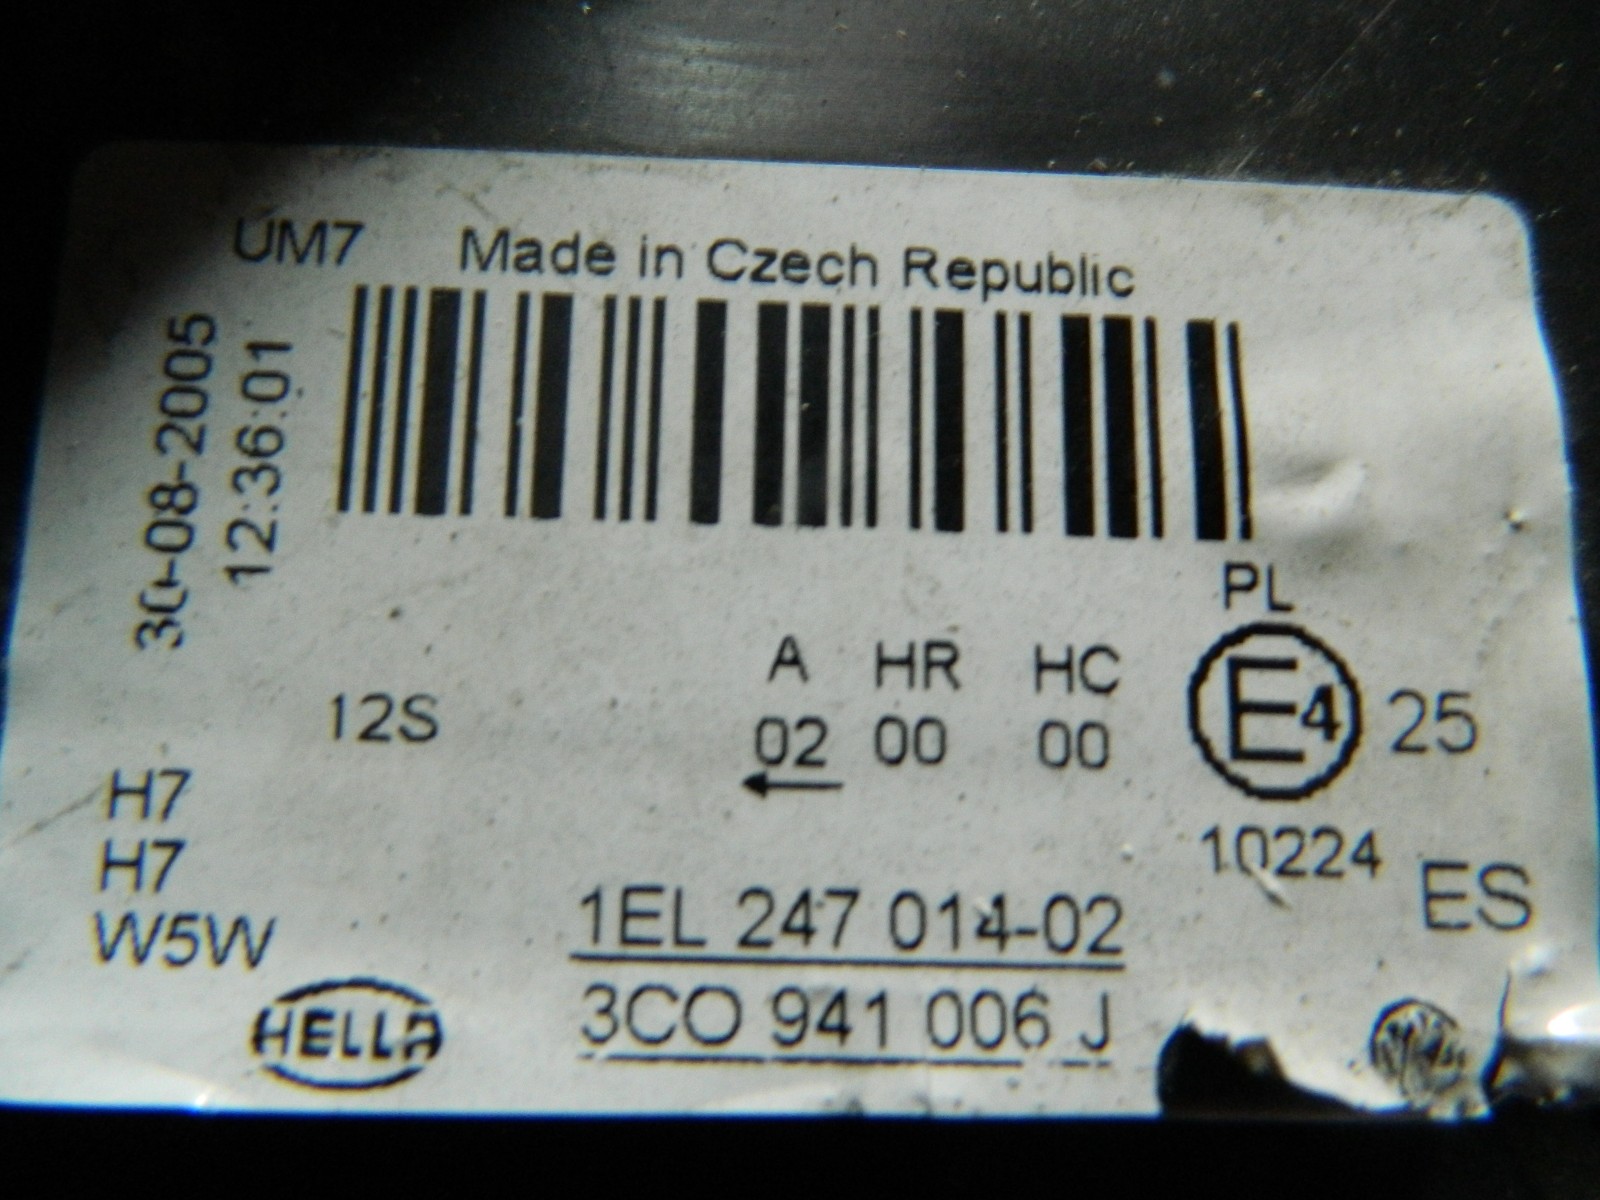 UM7 Made in Czech Republic
30-08-2005
12:36:01
PL
A HR HC
12S 02 00 00 E4 25
H7
H7
W5W
10224
ES
1EL 247 014-02
3CO 941 006 J
HELLA